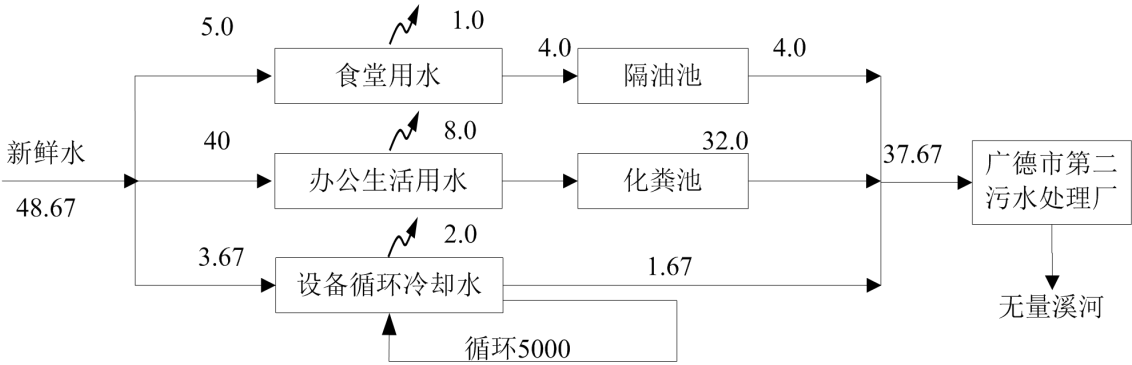 5.0
1.0
食堂用水
4.0
隔油池
4.0
新鲜水
48.67
40
8.0
办公生活用水
化粪池
32.0
37.67
广德市第二
污水处理厂
3.67
2.0
设备循环冷却水
1.67
循环5000
无量溪河